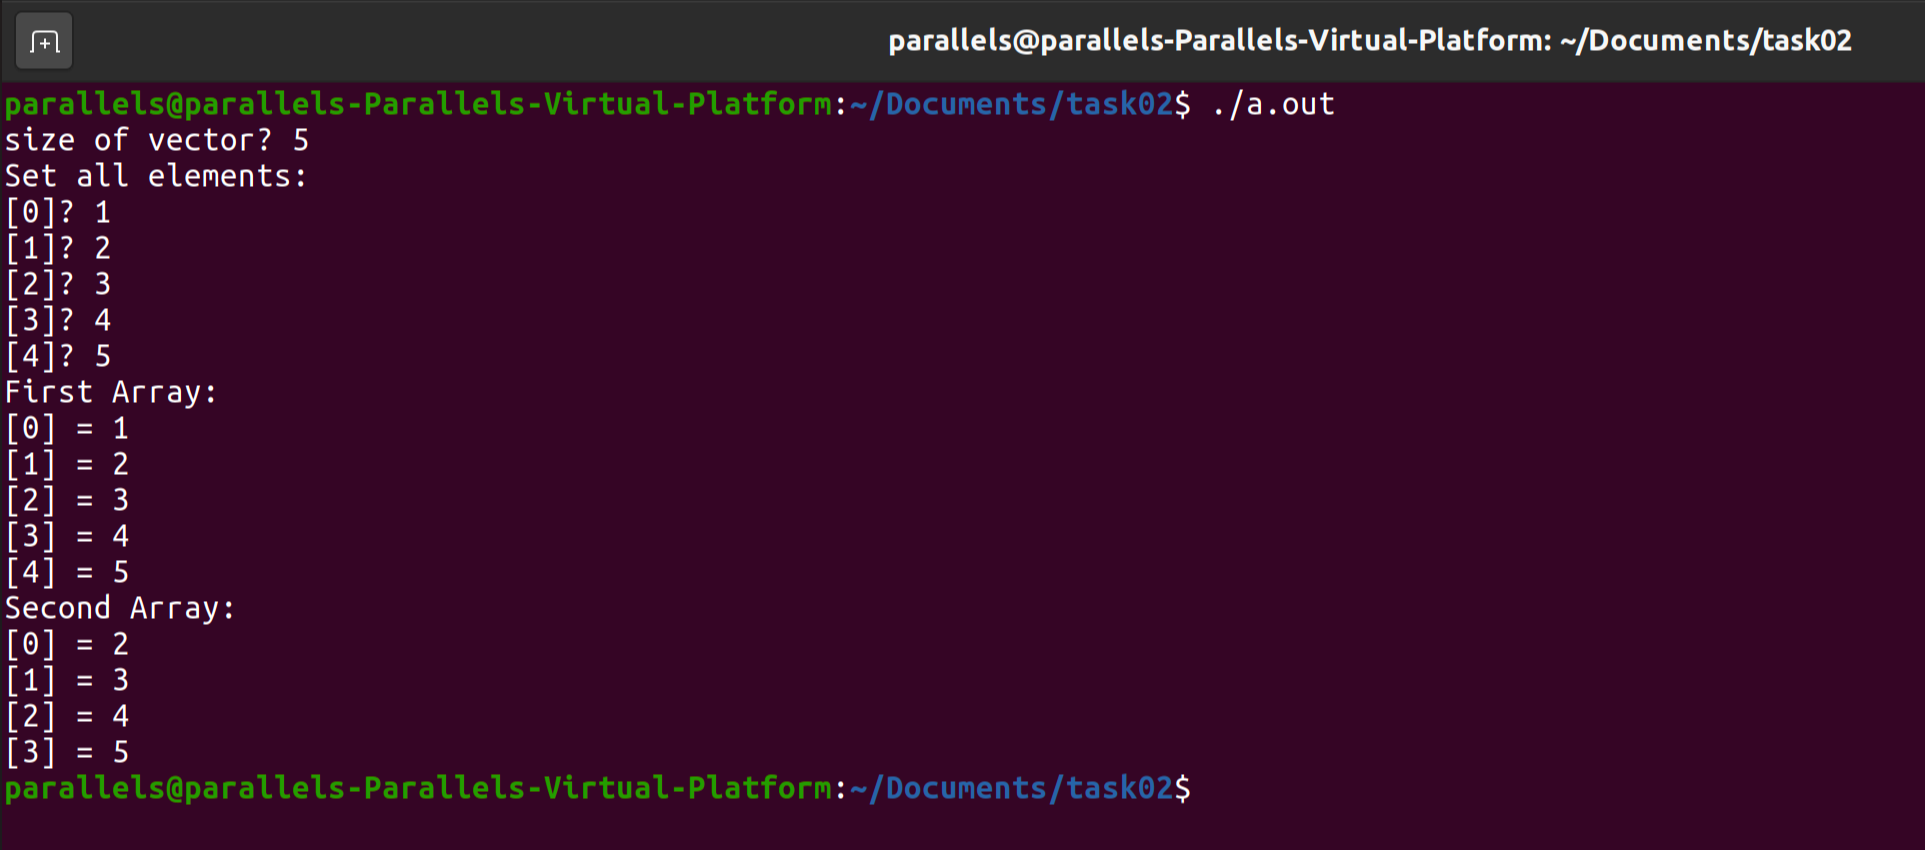 parallels@parallels-Parallels-Virtual-Platform: ~/Documents/task02
parallels@parallels-Parallels-Virtual-Platform:~/Documents/task02$ ./a.out
size of vector? 5
Set all elements:
[0]? 1
[1]? 2
[2]? 3
[3]? 4
[4]? 5
First Array:
[0] = 1
[1] = 2
[2] = 3
[3] = 4
[4] = 5
Second Array:
[0] = 2
[1] = 3
[2] = 4
[3] = 5
parallels@parallels-Parallels-Virtual-Platform:~/Documents/task02$